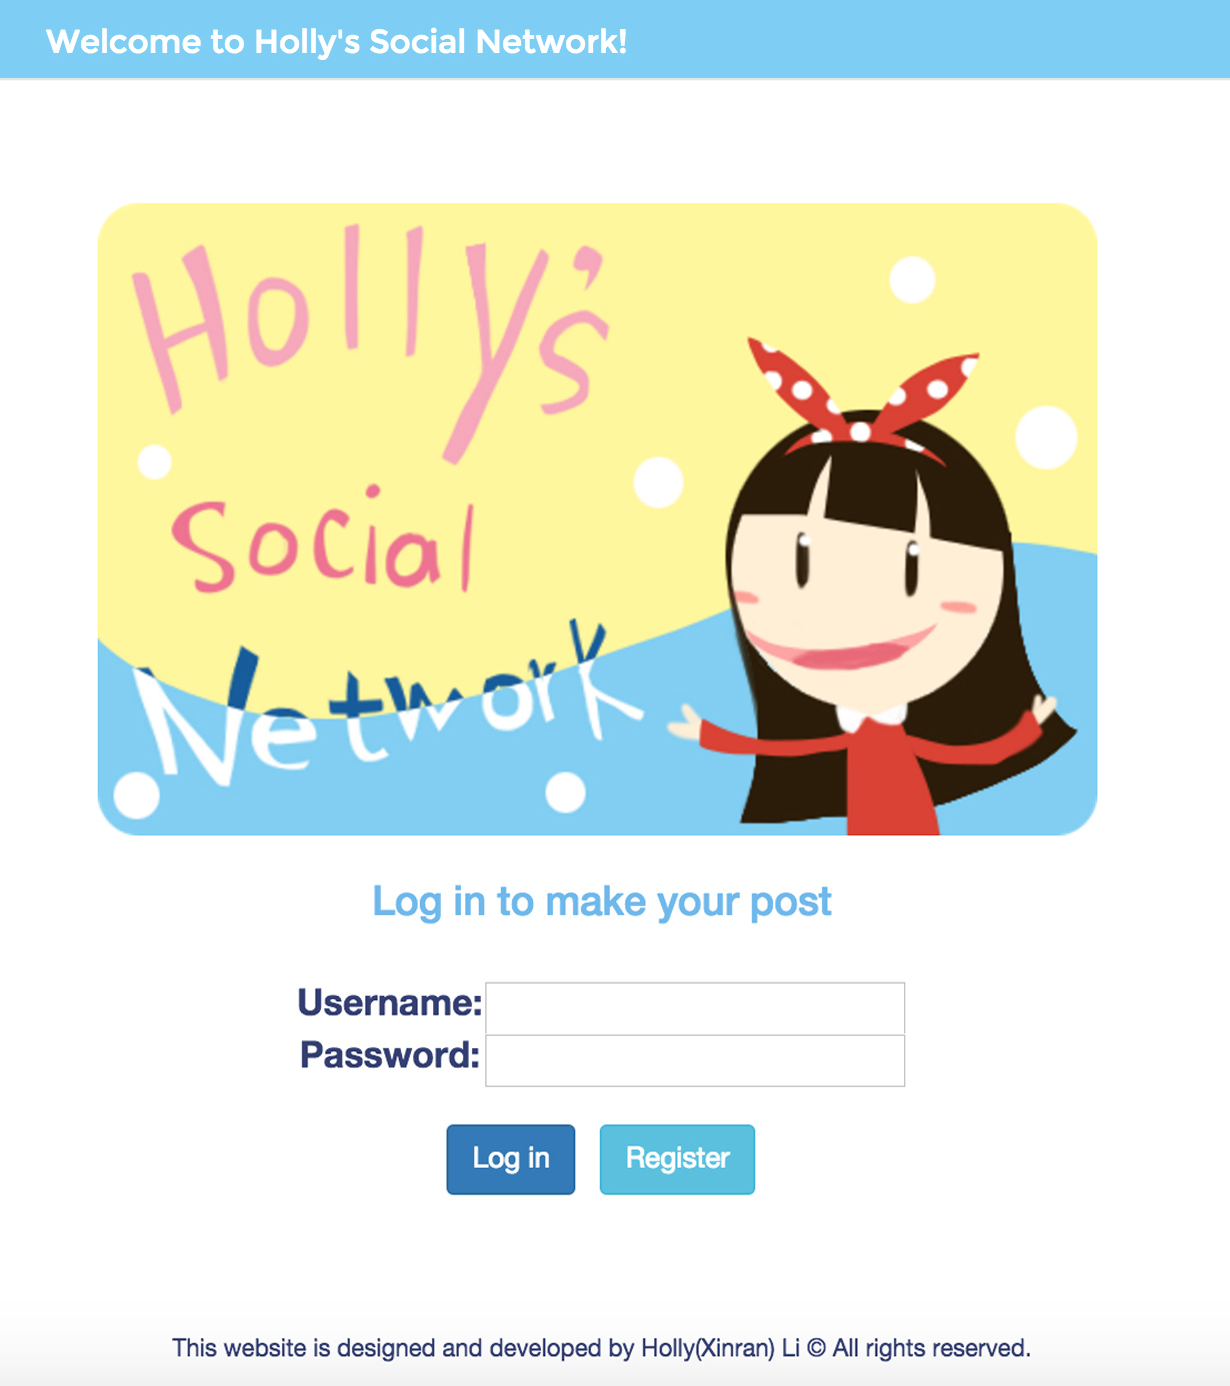 Welcome to Holly's Social Network!
Holly's
Social
Network
Log in to make your post
Username:
Password:
Log in Register
This website is designed and developed by Holly(Xinran) Li © All rights reserved.